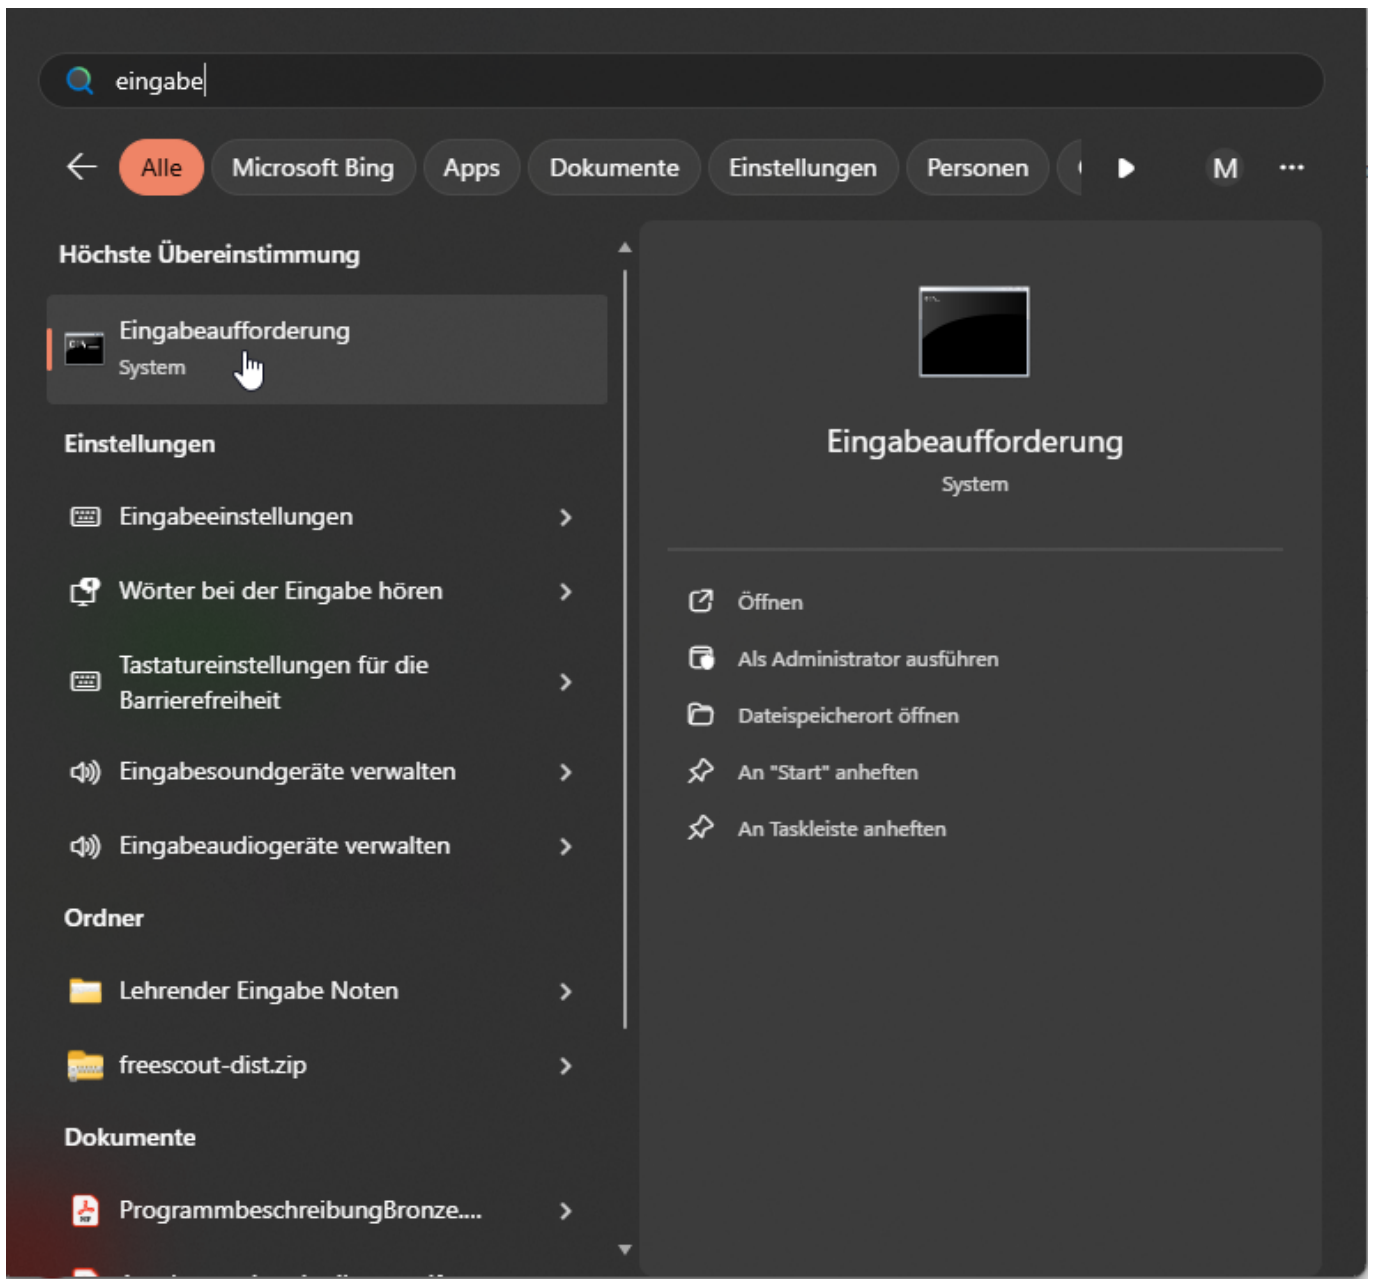 eingabe
Alle
Microsoft Bing
Apps
Dokumente
Einstellungen
Personen
M
Höchste Übereinstimmung
Eingabeaufforderung
System
Einstellungen
Eingabeeinstellungen
Wörter bei der Eingabe hören
Tastatureinstellungen für die
Barrierefreiheit
Eingabesoundgeräte verwalten
Eingabeaudiogeräte verwalten
Ordner
Lehrender Eingabe Noten
freescout-dist.zip
Dokumente
ProgrammbeschreibungBronze....
Eingabeaufforderung
System
Öffnen
Als Administrator ausführen
Dateispeicherort öffnen
An "Start" anheften
An Taskleiste anheften